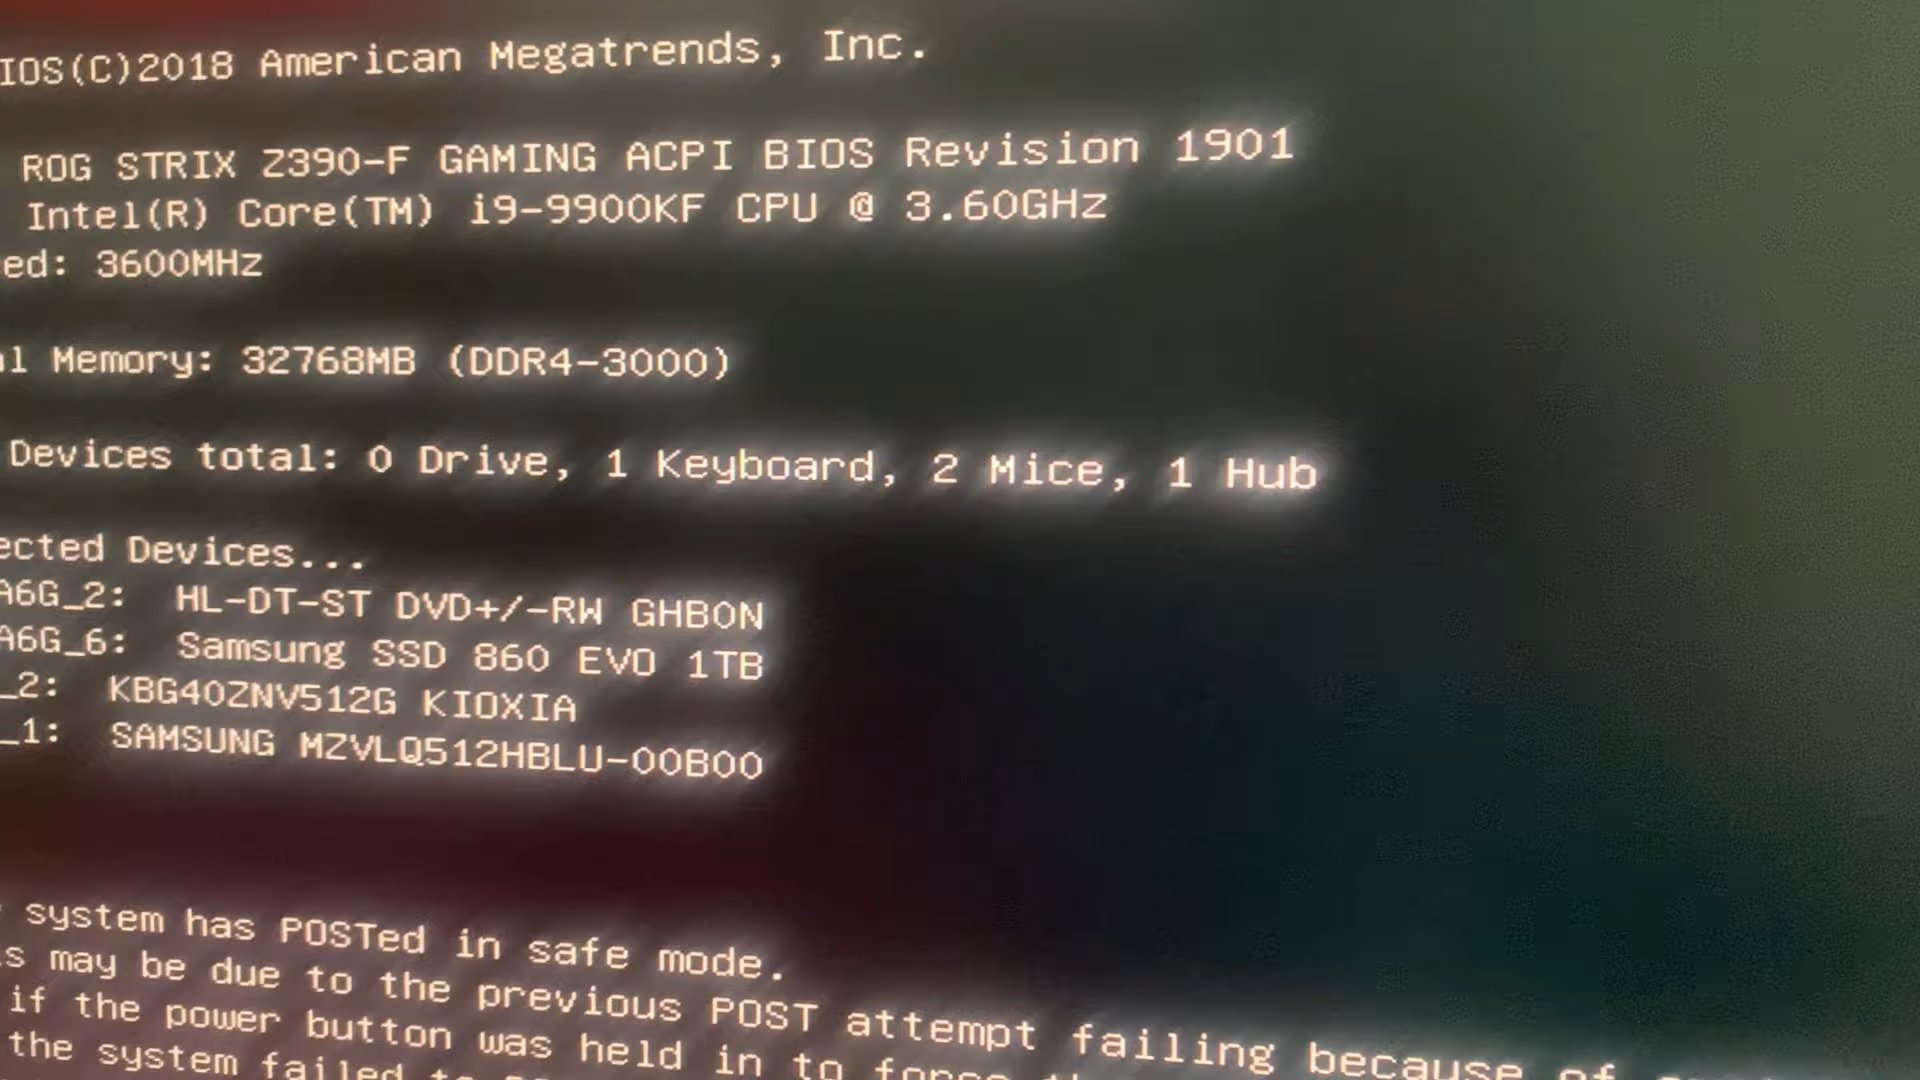 IOS(C)2018 American Megatrends, Inc.
ROG STRIX Z390-F GAMING ACPI BIOS Revision 1901
Intel(R) Core(TM) i9-9900KF CPU @ 3.60GHz
ed: 3600MHz
l Memory: 32768MB (DDR4-3000)
Devices total: 0 Drive, 1 Keyboard, 2 Mice, 1 Hub
ected Devices...
A6G_2: HL-DT-ST DVD+/-RW GHB0N
A6G_6: Samsung SSD 860 EVO 1TB
_2: KBG40ZNV512G KIOXIA
_1: SAMSUNG MZVLQ512HBLU-00B00
system has POSTed in safe mode.
s may be due to the previous POST attempt failing because of
if the power button was held in to force
the system failed to